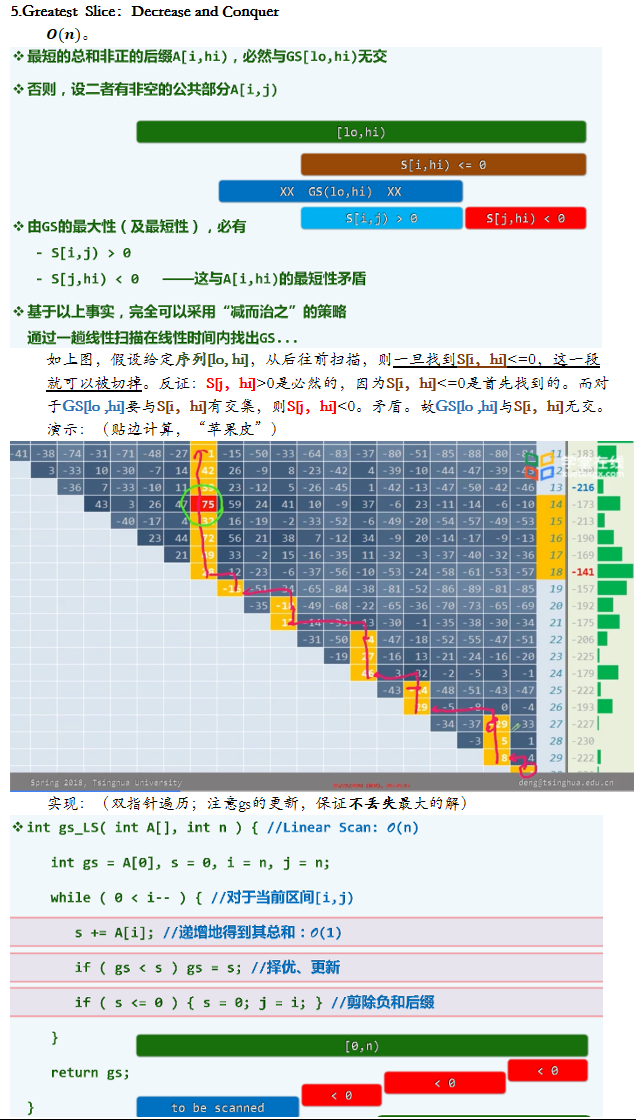 5.Greatest Slice: Decrease and Conquer
O(n)。
❖ 最短的总和非正的后缀A[i,hi)，必然与GS[lo,hi)无交
❖ 否则，设二者有非空的公共部分A[i,j)
[lo,hi)
S[i,hi) <= 0
XX GS(lo,hi) XX
S[i,j) > 0 S[j,hi) < 0
❖ 由GS的最大性（及最短性），必有
- S[i,j) > 0
- S[j,hi) < 0 ——这与A[i,hi)的最短性矛盾
❖ 基于以上事实，完全可以采用“减而治之”的策略
通过一趟线性扫描在线性时间内找出GS...
如上图，假设给定序列[lo, hi]，从后往前扫描，则一旦找到S[i，hi]<=0，这一段
就可以被切掉。反证：S[j，hi]>0是必然的，因为S[i，hi]<=0是首先找到的。而对
于GS[lo ,hi]要与S[i，hi]有交集，则S[j，hi]<0。矛盾。故GS[lo ,hi]与S[i，hi]无交。
演示：（贴边计算，“苹果皮”）
-41 -38 -74 -31 -71 -48 -27 -15 -50 -33 -64 -83 -37 -80 -51 -85 -88 -80 11 -183
3 -33 10 -30 -7 14 42 26 -9 8 -23 -42 4 -39 -10 -44 -47 -39 12
-36 7 -33 -10 11 23 -12 5 -26 -45 1 -42 -13 -47 -50 -42 -46 13 -216
43 3 26 47 75 59 24 41 10 -9 37 -6 23 -11 -14 -6 -10 14 -173
-40 -17 4 32 16 -19 -2 -33 -52 -6 -49 -20 -54 -57 -49 -53 15 -213
23 44 72 56 21 38 7 -12 34 -9 20 -14 -17 -9 -13 16 -190
21 49 33 -2 15 -16 -35 11 -32 -3 -37 -40 -32 -36 17 -169
28 12 -23 -6 -37 -56 -10 -53 -24 -58 -61 -53 -57 18 -141
-16 -51 -34 -65 -84 -38 -81 -52 -86 -89 -81 -85 19 -157
-35 -18 -49 -68 -22 -65 -36 -70 -73 -65 -69 20 -192
-14 -33 13 -30 -1 -35 -38 -30 -34 21 -175
-31 -50 -4 -47 -18 -52 -55 -47 -51 22 -206
-19 27 -16 13 -21 -24 -16 -20 23 -225
46 3 32 -2 -5 3 -1 24 -179
-43 -14 -48 -51 -43 -47 25 -222
29 -5 -8 0 -4 26 -193
-34 -37 -29 -33 27 -227
-3 5 1 28 -230
8 4 29 -222
Spring 2018, Tsinghua University deng@tsinghua.edu.cn
实现：（双指针遍历；注意gs的更新，保证不丢失最大的解）
❖ int gs_LS( int A[], int n ) { //Linear Scan: O(n)
int gs = A[0], s = 0, i = n, j = n;
while ( 0 < i-- ) { //对于当前区间[i,j)
s += A[i]; //递增地得到其总和：O(1)
if ( gs < s ) gs = s; //择优、更新
if ( s <= 0 ) { s = 0; j = i; } //剪除负和后缀
}
[0,n)
return gs;
< 0
< 0
< 0
}
to be scanned